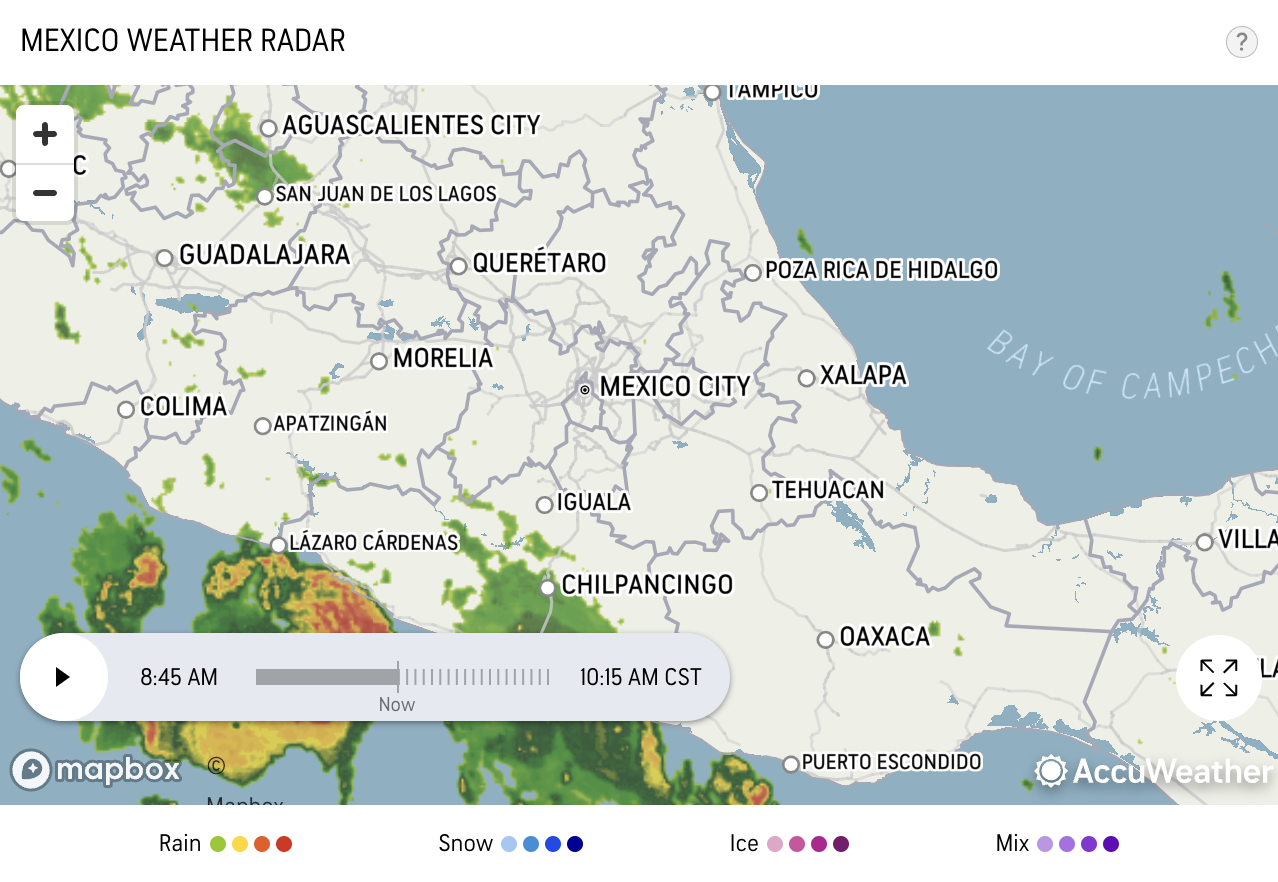 MEXICO WEATHER RADAR
?
TAMPICO
AGUASCALIENTES CITY
C
SAN JUAN DE LOS LAGOS
GUADALAJARA
QUERÉTARO
POZA RICA DE HIDALGO
BAY OF CAMPECH
MORELIA
MEXICO CITY
XALAPA
COLIMA
APATZINGÁN
IGUALA
TEHUACAN
LÁZARO CÁRDENAS
VILLA
CHILPANCINGO
OAXACA
LA
8:45 AM
10:15 AM CST
Now
PUERTO ESCONDIDO
mapbox
©
Mapbox
AccuWeather
Rain
Snow
Ice
Mix